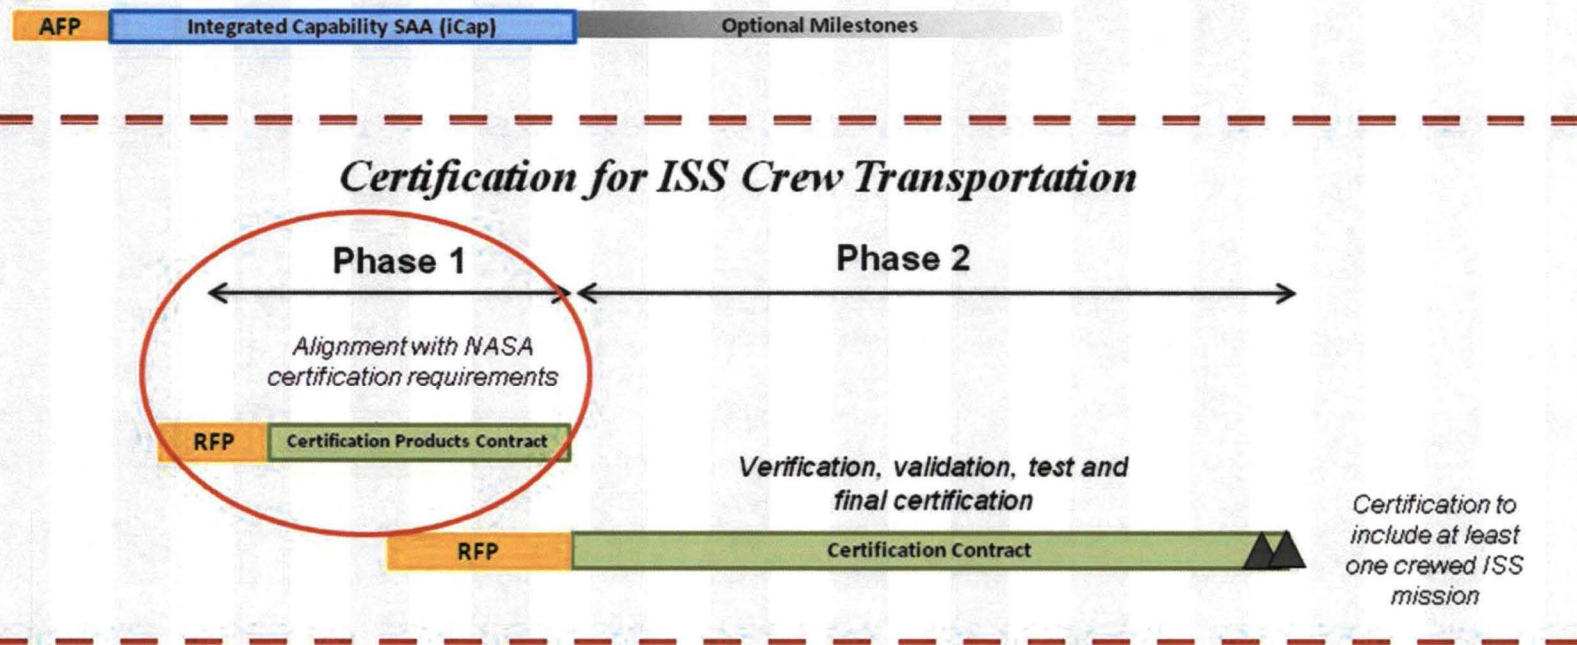 AFP Integrated Capability SAA (iCap) Optional Milestones
Certification for ISS Crew Transportation
Phase 1 Phase 2
Alignment with NASA
certification requirements
RFP Certification Products Contract
Verification, validation, test and
final certification
RFP Certification Contract
Certification to
include at least
one crewed ISS
mission